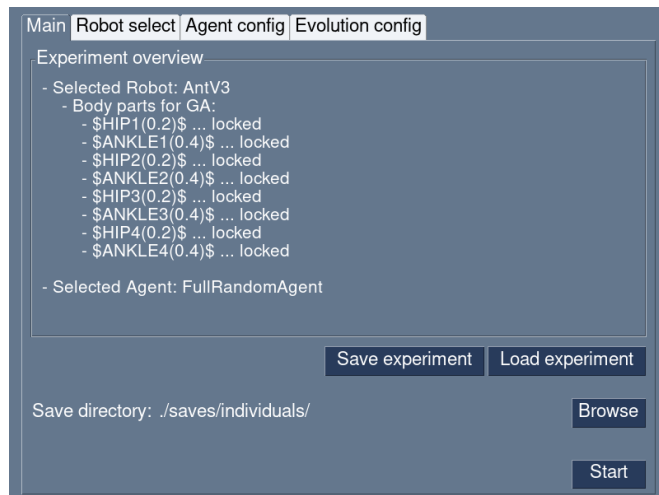 Main Robot select Agent config Evolution config
Experiment overview
- Selected Robot: AntV3
- Body parts for GA:
- $HIP1(0.2)$ ... locked
- $ANKLE1(0.4)$ ... locked
- $HIP2(0.2)$ ... locked
- $ANKLE2(0.4)$ ... locked
- $HIP3(0.2)$ ... locked
- $ANKLE3(0.4)$ ... locked
- $HIP4(0.2)$ ... locked
- $ANKLE4(0.4)$ ... locked
- Selected Agent: FullRandomAgent
Save experiment Load experiment
Save directory: ./saves/individuals/ Browse
Start